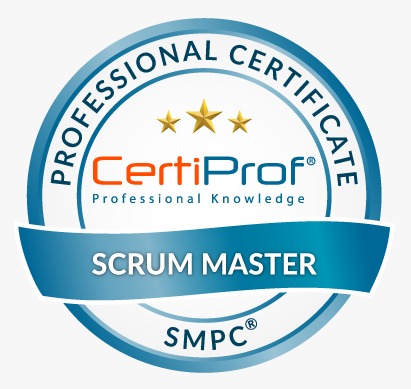 PROFESSIONAL CERTIFICATE
CertiProf®
Professional Knowledge
SCRUM MASTER
SMPC®